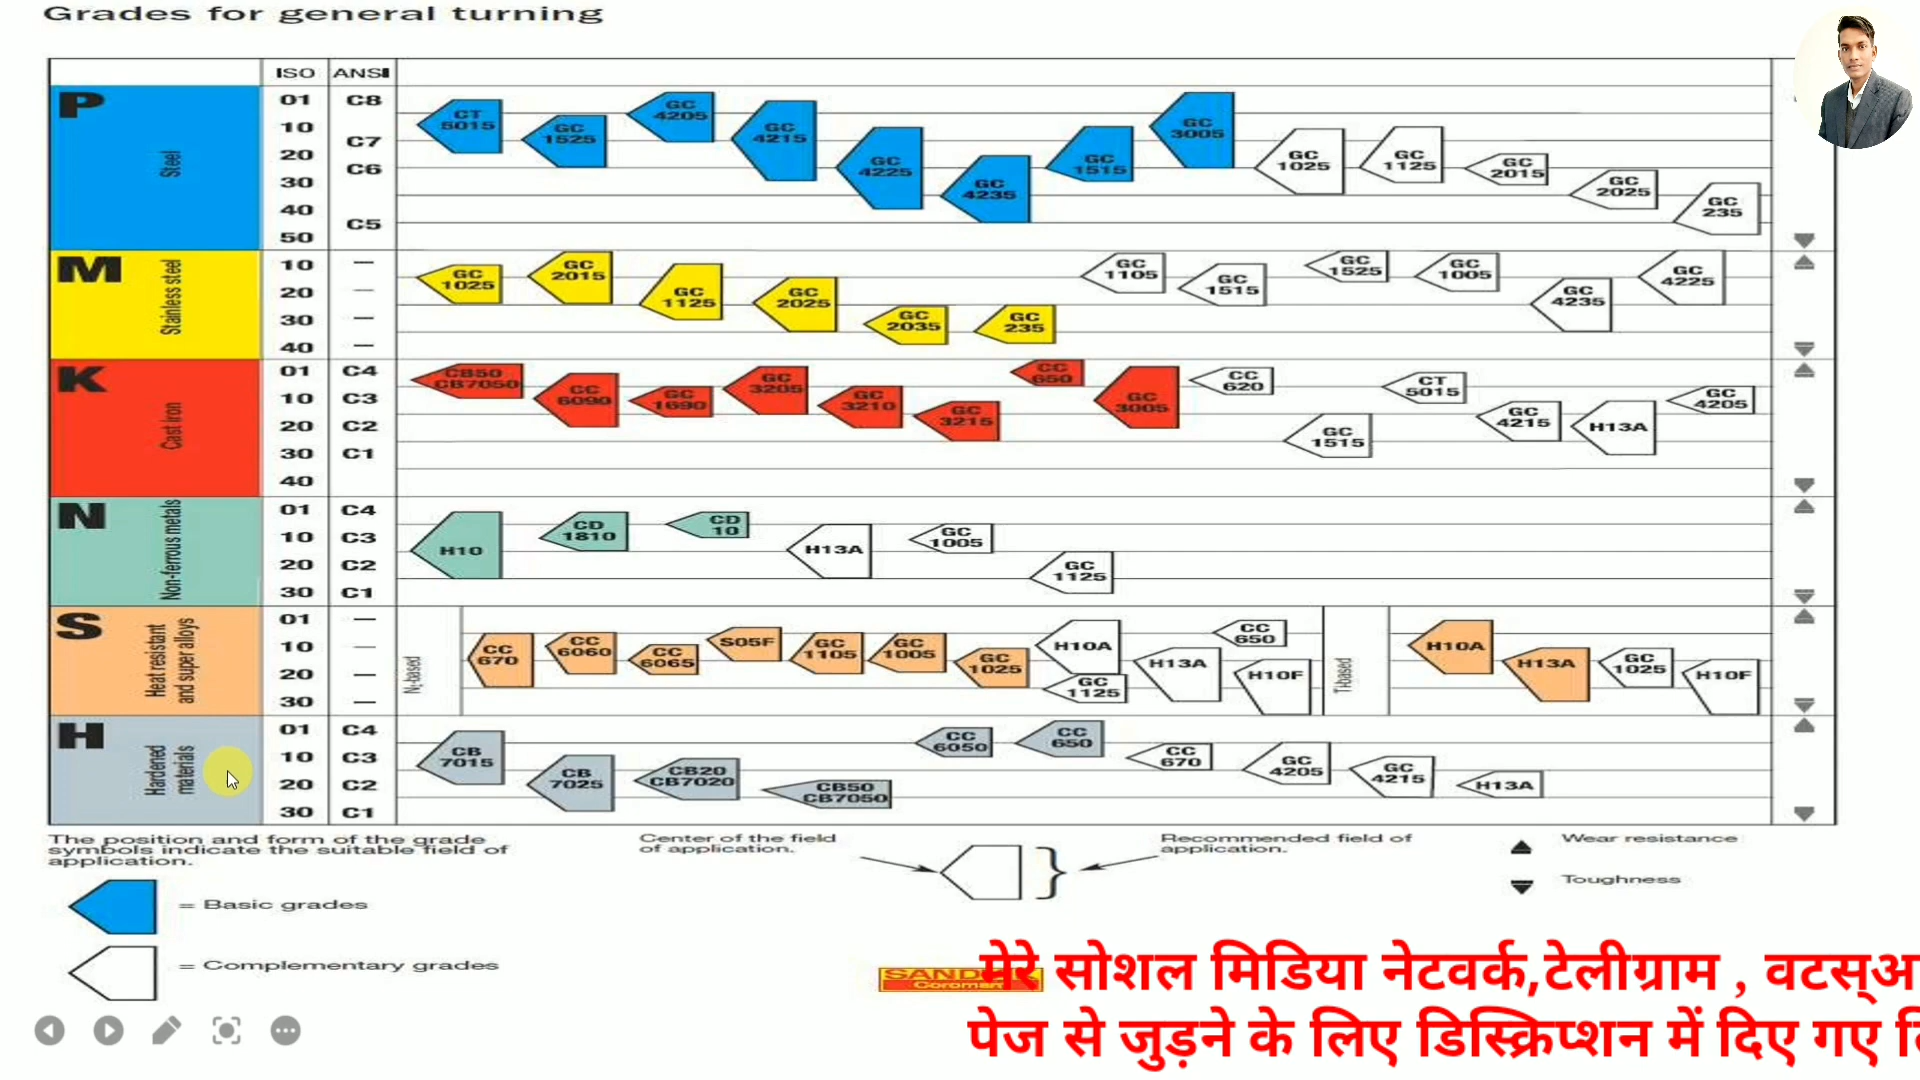 Grades for general turning
ISO ANSI
P
Steel
01 C8
10
C7
20
C6
30
40
C5
50
CT 5015
GC 1525
GC 4205
GC 4215
GC 4225
GC 4235
GC 1515
GC 3005
GC 1025
GC 1125
GC 2015
GC 2025
GC 235
M
Stainless steel
10 —
20 —
30 —
40 —
GC 1025
GC 2015
GC 1125
GC 2025
GC 2035
GC 235
GC 1105
GC 1515
GC 1525
GC 1005
GC 4235
GC 4225
K
Cast iron
01 C4
10 C3
20 C2
30 C1
40
CB50 CB7050
CC 6090
GC 1690
GC 3205
GC 3210
GC 3215
CC 650
GC 3005
CC 620
GC 1515
CT 5015
GC 4215
H13A
GC 4205
N
Non-ferrous metals
01 C4
10 C3
20 C2
30 C1
H10
CD 1810
CD 10
H13A
GC 1005
GC 1125
S
Heat resistant
and super alloys
01 —
10 —
20 —
30 —
CC 670
CC 6060
CC 6065
S05F
GC 1105
GC 1005
GC 1025
H10A
GC 1125
H13A
CC 650
H10F
Ti-based
H10A
H13A
GC 1025
H10F
H
Hardened
materials
01 C4
10 C3
20 C2
30 C1
CB 7015
CB 7025
CB20 CB7020
CB50 CB7050
CC 6050
CC 650
CC 670
GC 4205
GC 4215
H13A
The position and form of the grade
symbols indicate the suitable field of
application.
Center of the field
of application.
Recommended field of
application.
Wear resistance
Toughness
= Basic grades
= Complementary grades
मेरे सोशल मिडिया नेटवर्क,टेलीग्राम , वटस्अ
पेज से जुड़ने के लिए डिस्क्रिप्शन में दिए गए